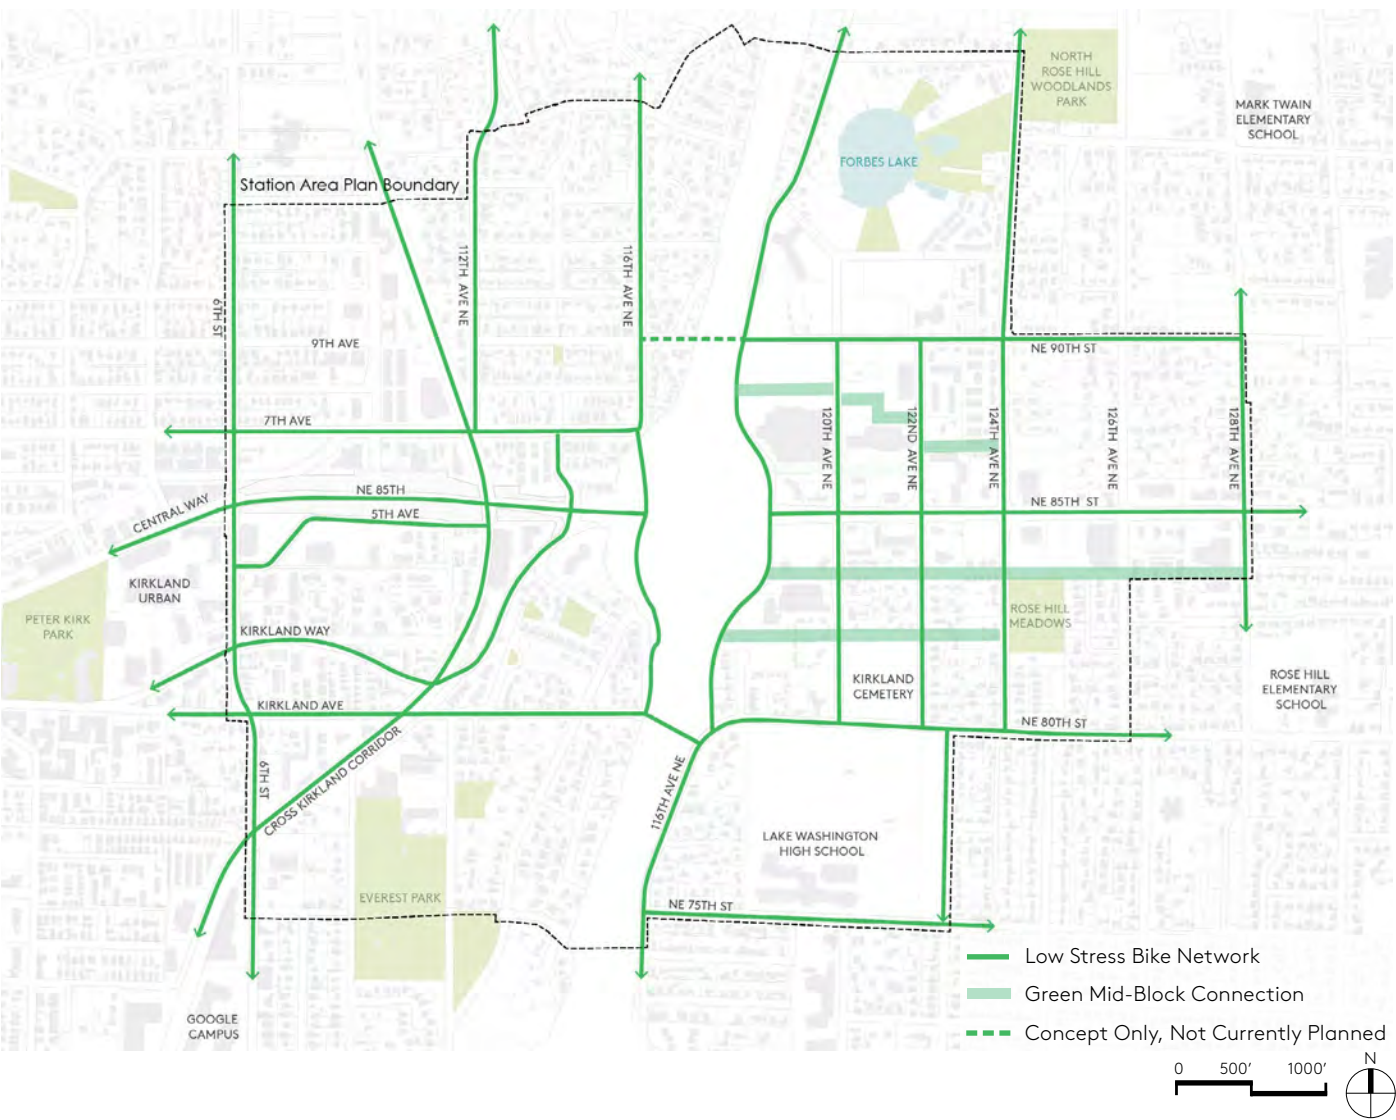 NORTH
ROSE HILL
WOODLANDS
PARK
MARK TWAIN
ELEMENTARY
SCHOOL
FORBES LAKE
Station Area Plan Boundary
112TH AVE NE
116TH AVE NE
6TH ST
9TH AVE
NE 90TH ST
7TH AVE
120TH AVE NE
122ND AVE NE
124TH AVE NE
126TH AVE NE
128TH AVE NE
NE 85TH
CENTRAL WAY
5TH AVE
NE 85TH ST
KIRKLAND
URBAN
PETER KIRK
PARK
KIRKLAND WAY
ROSE HILL
MEADOWS
KIRKLAND
CEMETERY
ROSE HILL
ELEMENTARY
SCHOOL
KIRKLAND AVE
NE 80TH ST
6TH ST
CROSS KIRKLAND CORRIDOR
116TH AVE NE
LAKE WASHINGTON
HIGH SCHOOL
EVEREST PARK
NE 75TH ST
GOOGLE
CAMPUS
Low Stress Bike Network
Green Mid-Block Connection
Concept Only, Not Currently Planned
0 500' 1000'
N